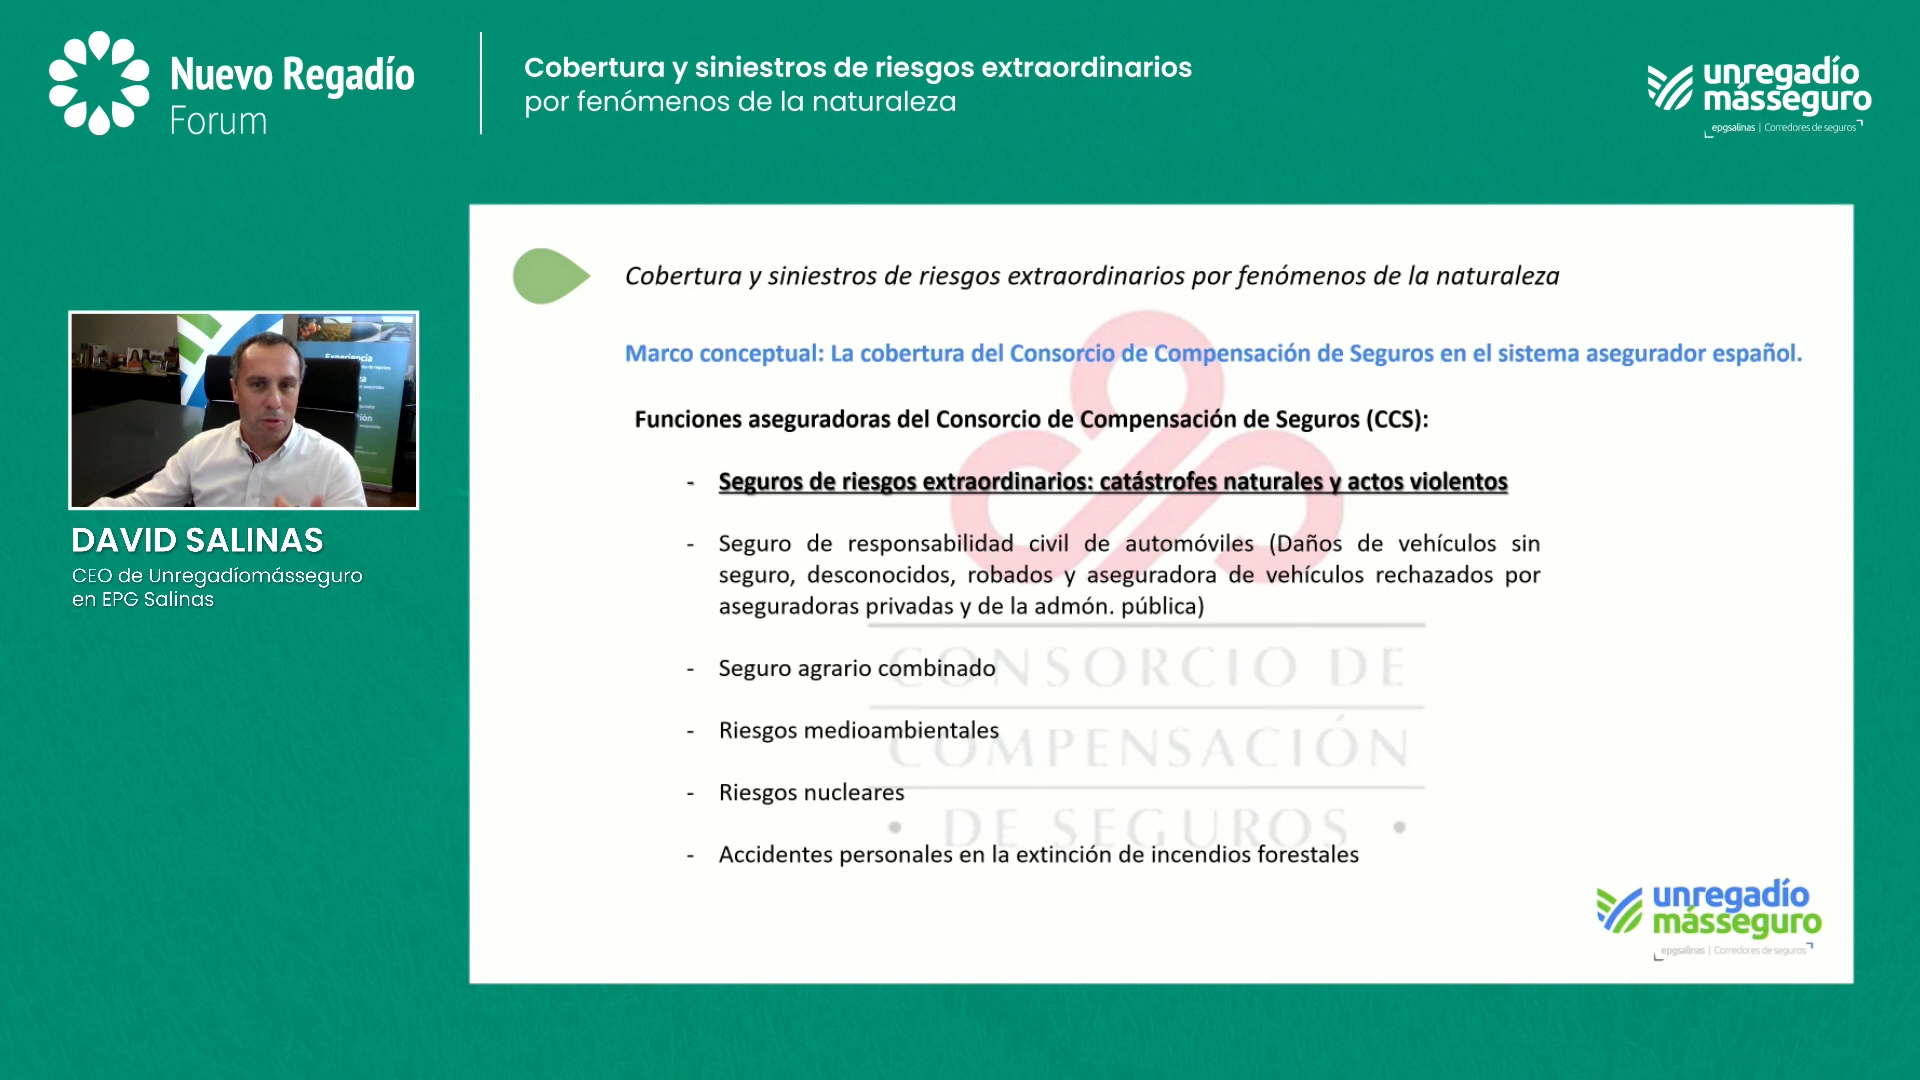 Nuevo Regadío
Forum
Cobertura y siniestros de riesgos extraordinarios
por fenómenos de la naturaleza
unregadío
másseguro
epgsalinas | Corredores de seguros
Experiencia
DAVID SALINAS
CEO de Unregadíomásseguro
en EPG Salinas
Cobertura y siniestros de riesgos extraordinarios por fenómenos de la naturaleza
Marco conceptual: La cobertura del Consorcio de Compensación de Seguros en el sistema asegurador español.
Funciones aseguradoras del Consorcio de Compensación de Seguros (CCS):
- Seguros de riesgos extraordinarios: catástrofes naturales y actos violentos
- Seguro de responsabilidad civil de automóviles (Daños de vehículos sin
seguro, desconocidos, robados y aseguradora de vehículos rechazados por
aseguradoras privadas y de la admón. pública)
- Seguro agrario combinado
- Riesgos medioambientales
- Riesgos nucleares
- Accidentes personales en la extinción de incendios forestales
CONSORCIO DE
COMPENSACIÓN
• DE SEGUROS •
unregadío
másseguro
epgsalinas | Corredores de seguros